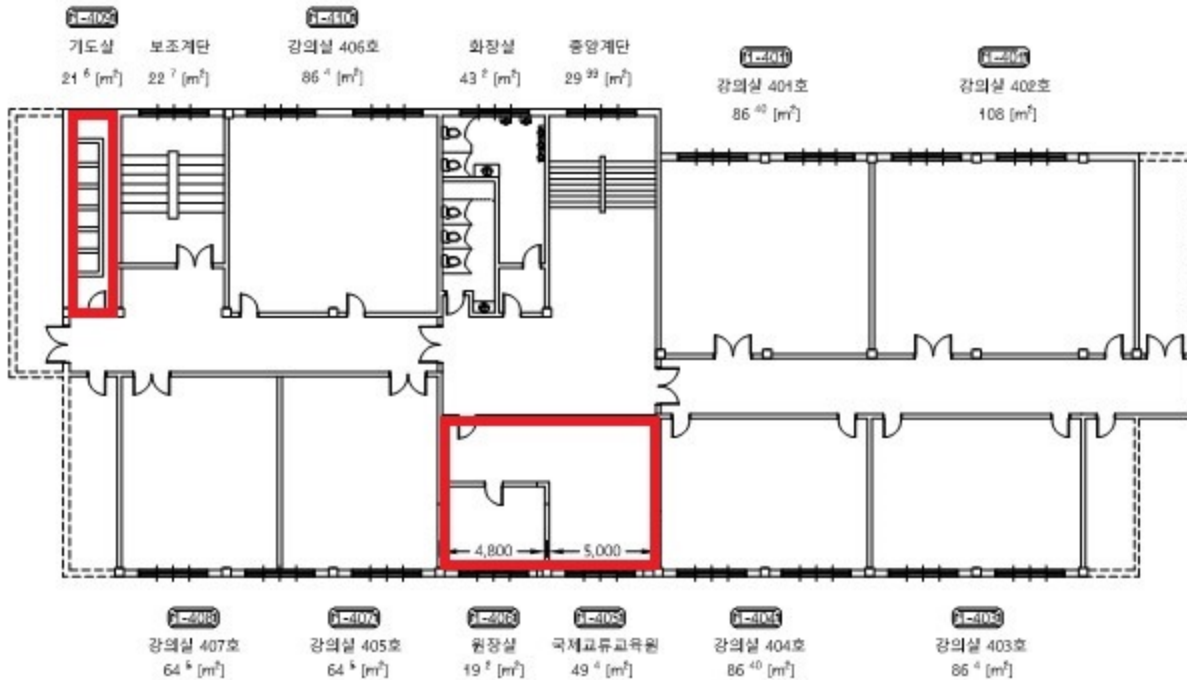 기도실
21 6 [m²]
보조계단
22 7 [m²]
강의실 406호
86 4 [m²]
화장실
43 2 [m²]
중앙계단
29 99 [m²]
강의실 401호
86 40 [m²]
강의실 402호
108 [m²]
4,800
5,000
강의실 407호
64 5 [m²]
강의실 405호
64 5 [m²]
원장실
19 2 [m²]
국제교류교육원
49 4 [m²]
강의실 404호
86 40 [m²]
강의실 403호
86 4 [m²]